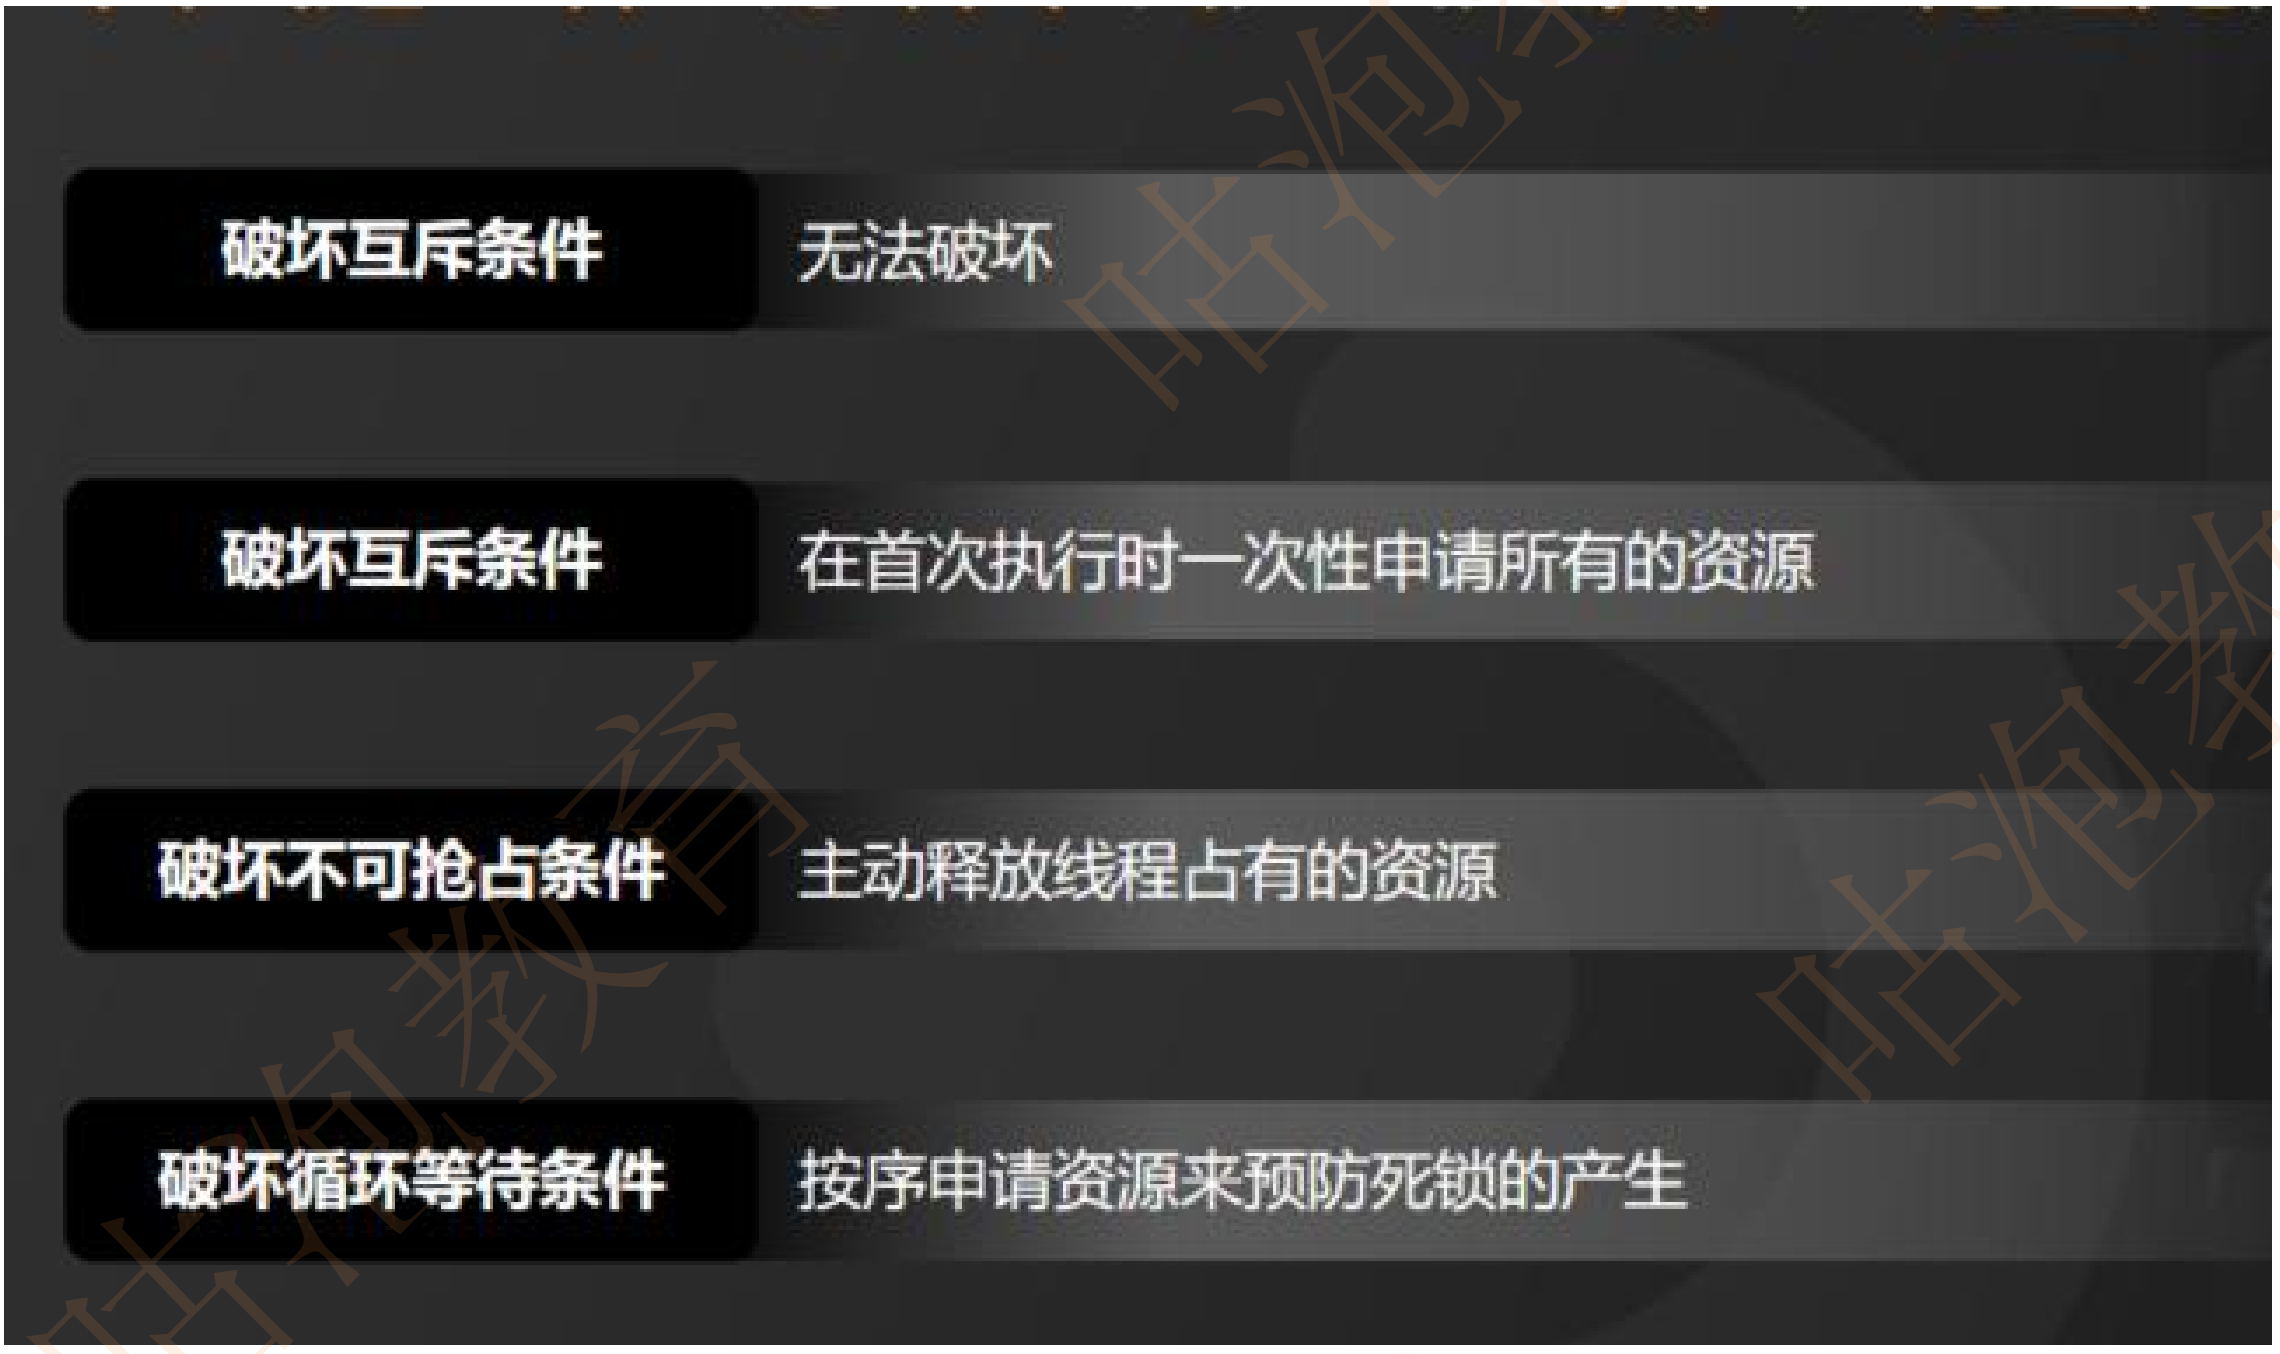 破坏互斥条件 无法破坏
破坏互斥条件 在首次执行时一次性申请所有的资源
破坏不可抢占条件 主动释放线程占有的资源
破坏循环等待条件 按序申请资源来预防死锁的产生
咕泡教育
咕泡教
咕泡